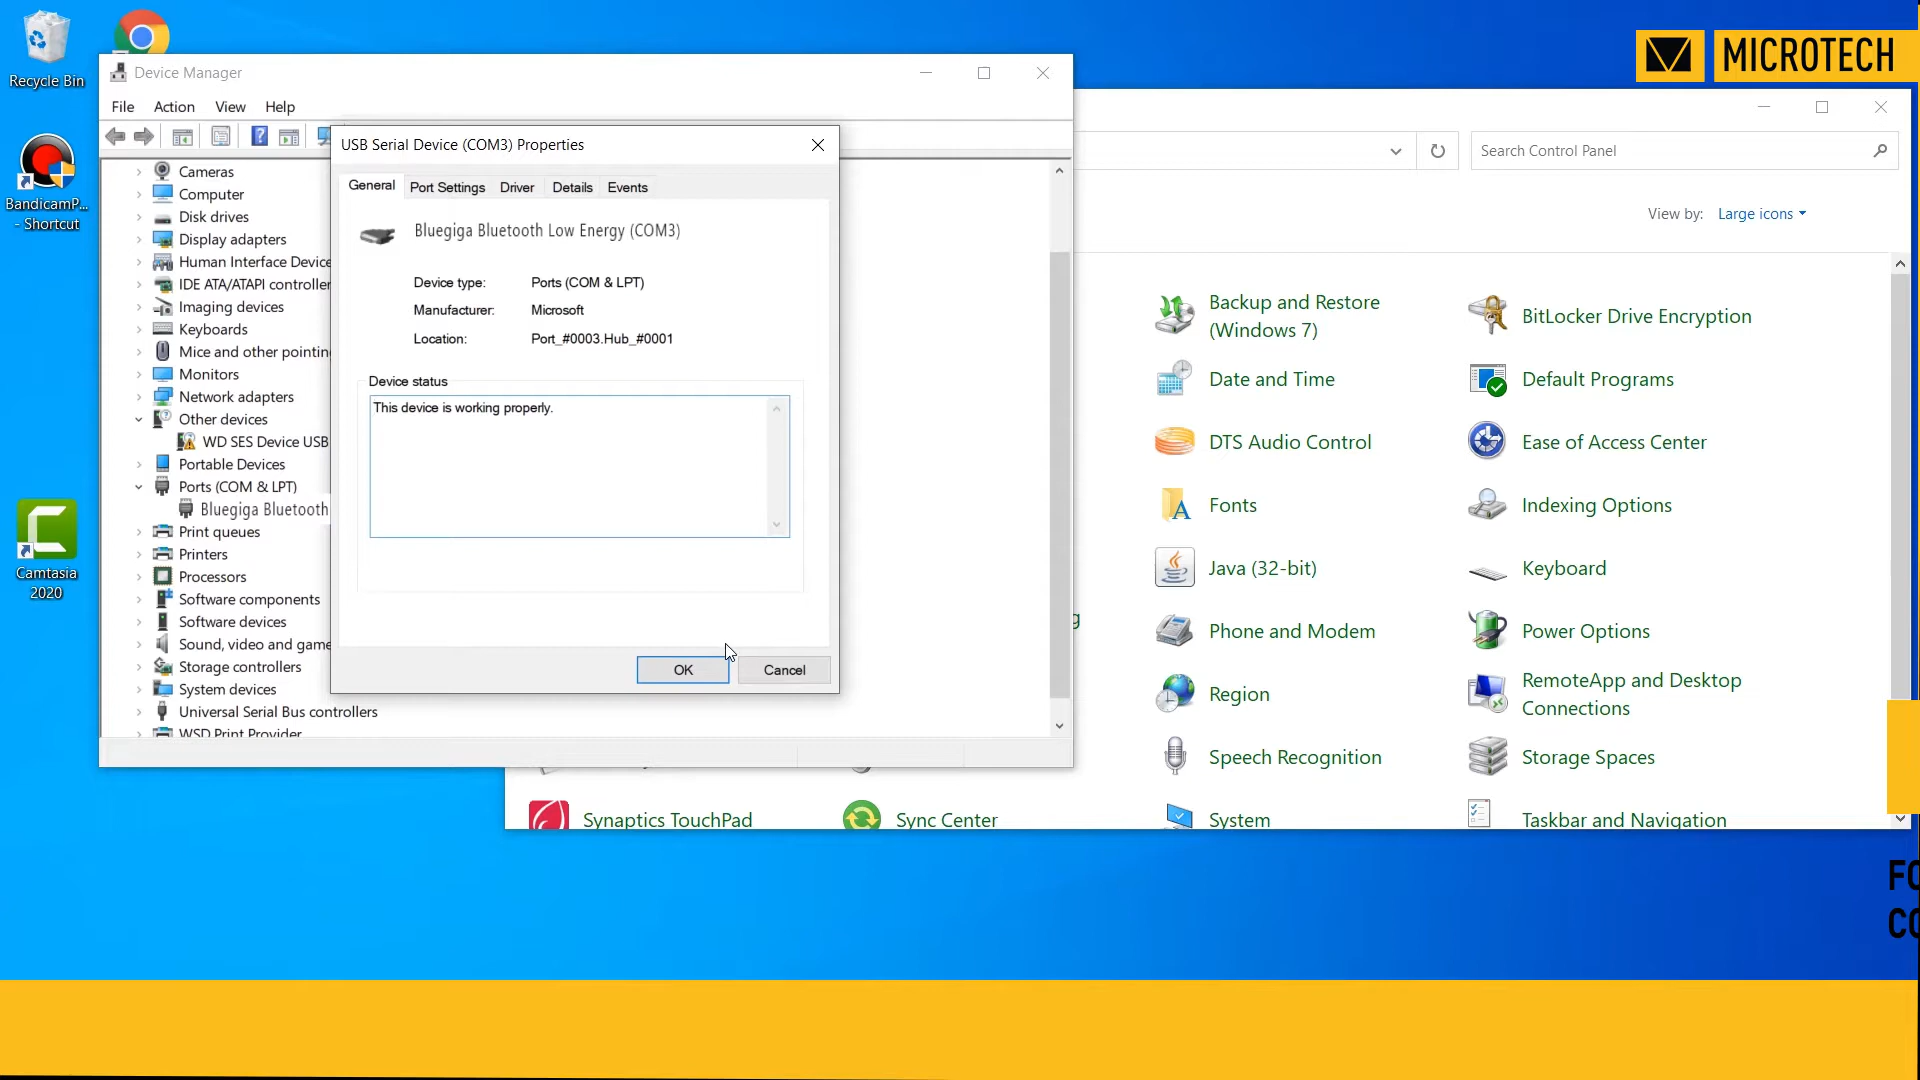 Recycle Bin
BandicamP...
- Shortcut
Camtasia
2020
MICROTECH
Device Manager
File Action View Help
Cameras
Computer
Disk drives
Display adapters
Human Interface Device
IDE ATA/ATAPI controller
Imaging devices
Keyboards
Mice and other pointin
Monitors
Network adapters
Other devices
WD SES Device USB
Portable Devices
Ports (COM & LPT)
Bluegiga Bluetooth
Print queues
Printers
Processors
Software components
Software devices
Sound, video and game
Storage controllers
System devices
Universal Serial Bus controllers
WSD Print Provider
USB Serial Device (COM3) Properties
General Port Settings Driver Details Events
Bluegiga Bluetooth Low Energy (COM3)
Device type: Ports (COM & LPT)
Manufacturer: Microsoft
Location: Port_#0003.Hub_#0001
Device status
This device is working properly.
OK Cancel
Search Control Panel
View by: Large icons
Backup and Restore
(Windows 7)
BitLocker Drive Encryption
Date and Time
Default Programs
DTS Audio Control
Ease of Access Center
Fonts
Indexing Options
Java (32-bit)
Keyboard
g
Phone and Modem
Power Options
Region
RemoteApp and Desktop
Connections
Speech Recognition
Storage Spaces
Synaptics TouchPad
Sync Center
System
Taskbar and Navigation
FO
CO